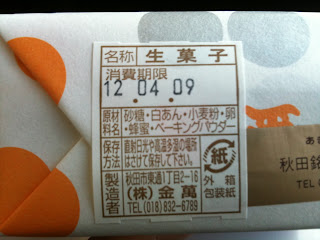 名称 生菓子
消費期限
12.04.09
原材料名 砂糖・白あん・小麦粉・卵・蜂蜜・ベーキングパウダー
保存方法 直射日光や高温多湿の場所はさけて保存して下さい。
製造者 秋田市東通1丁目2-16
(株)金萬
TEL(018)832-6789
紙
外箱
包装紙
あき
秋田銘